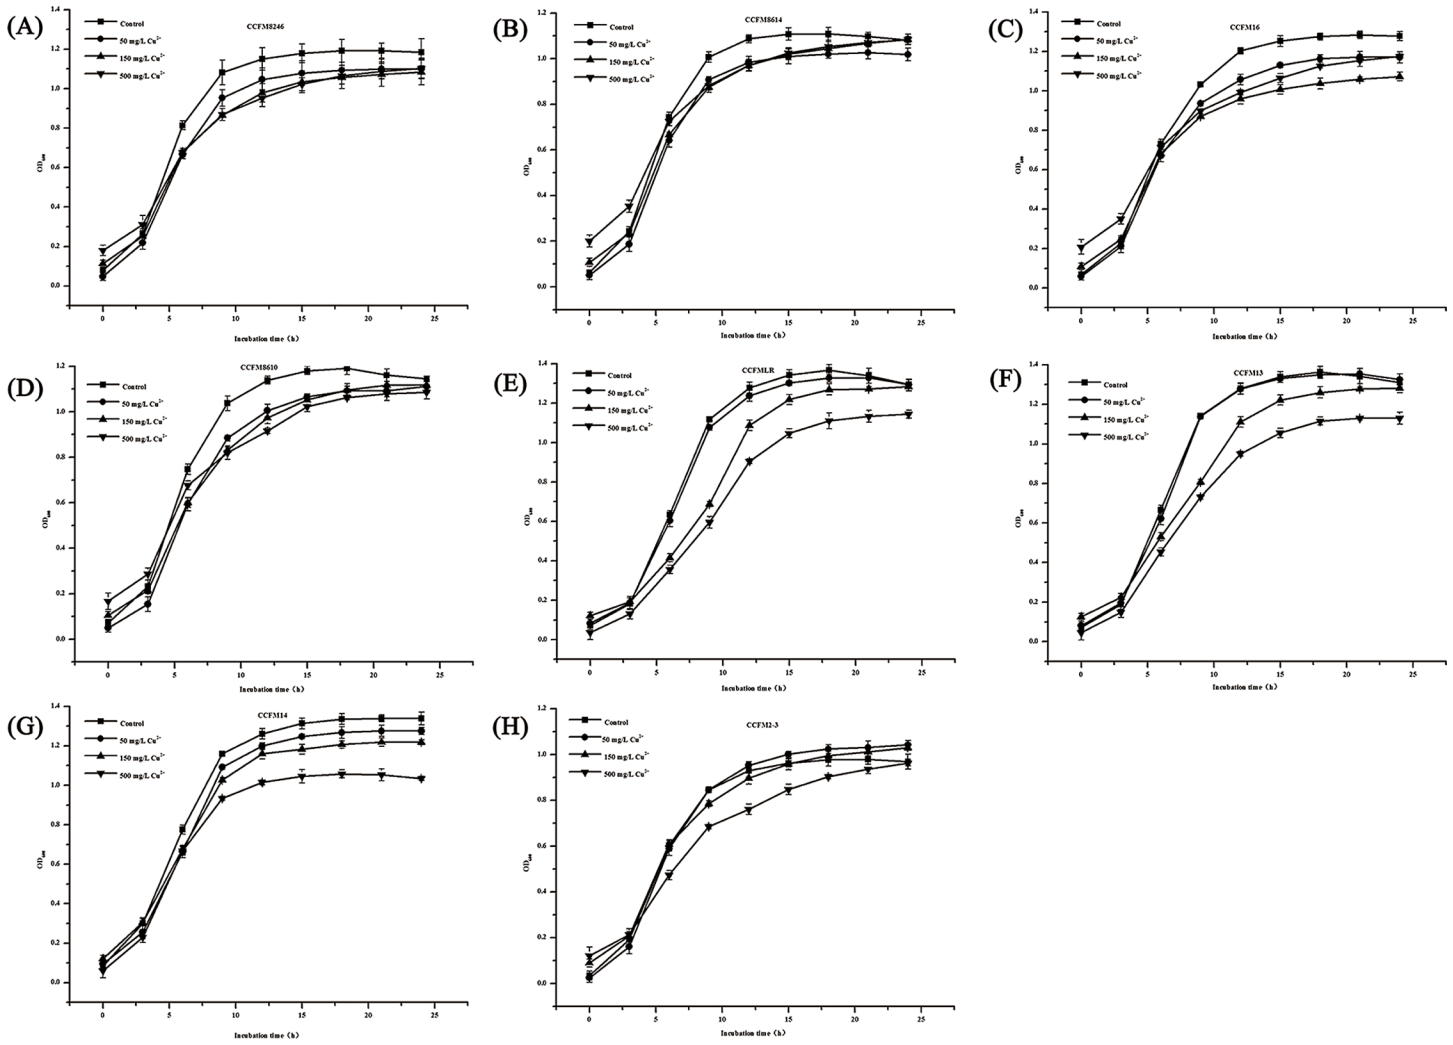 (A)
CCFM8246
Control
50 mg/L Cu²⁺
150 mg/L Cu²⁺
500 mg/L Cu²⁺
1.4
1.2
1.0
0.8
0.6
0.4
0.2
0.0
OD₆₀₀
0 5 10 15 20 25
Incubation time (h)
(B)
CCFM8614
Control
50 mg/L Cu²⁺
150 mg/L Cu²⁺
500 mg/L Cu²⁺
1.2
1.0
0.8
0.6
0.4
0.2
0.0
OD₆₀₀
0 5 10 15 20 25
Incubation time (h)
(C)
CCFM16
Control
50 mg/L Cu²⁺
150 mg/L Cu²⁺
500 mg/L Cu²⁺
1.4
1.2
1.0
0.8
0.6
0.4
0.2
0.0
OD₆₀₀
0 5 10 15 20 25
Incubation time (h)
(D)
CCFM8610
Control
50 mg/L Cu²⁺
150 mg/L Cu²⁺
500 mg/L Cu²⁺
1.2
1.0
0.8
0.6
0.4
0.2
0.0
OD₆₀₀
0 5 10 15 20 25
Incubation time (h)
(E)
CCFMLR
Control
50 mg/L Cu²⁺
150 mg/L Cu²⁺
500 mg/L Cu²⁺
1.4
1.2
1.0
0.8
0.6
0.4
0.2
0.0
OD₆₀₀
0 5 10 15 20 25
Incubation time (h)
(F)
CCFM13
Control
50 mg/L Cu²⁺
150 mg/L Cu²⁺
500 mg/L Cu²⁺
1.4
1.2
1.0
0.8
0.6
0.4
0.2
0.0
OD₆₀₀
0 5 10 15 20 25
Incubation time (h)
(G)
CCFM14
Control
50 mg/L Cu²⁺
150 mg/L Cu²⁺
500 mg/L Cu²⁺
1.4
1.2
1.0
0.8
0.6
0.4
0.2
0.0
OD₆₀₀
0 5 10 15 20 25
Incubation time (h)
(H)
CCFM2-3
Control
50 mg/L Cu²⁺
150 mg/L Cu²⁺
500 mg/L Cu²⁺
1.2
1.0
0.8
0.6
0.4
0.2
0.0
OD₆₀₀
0 5 10 15 20 25
Incubation time (h)